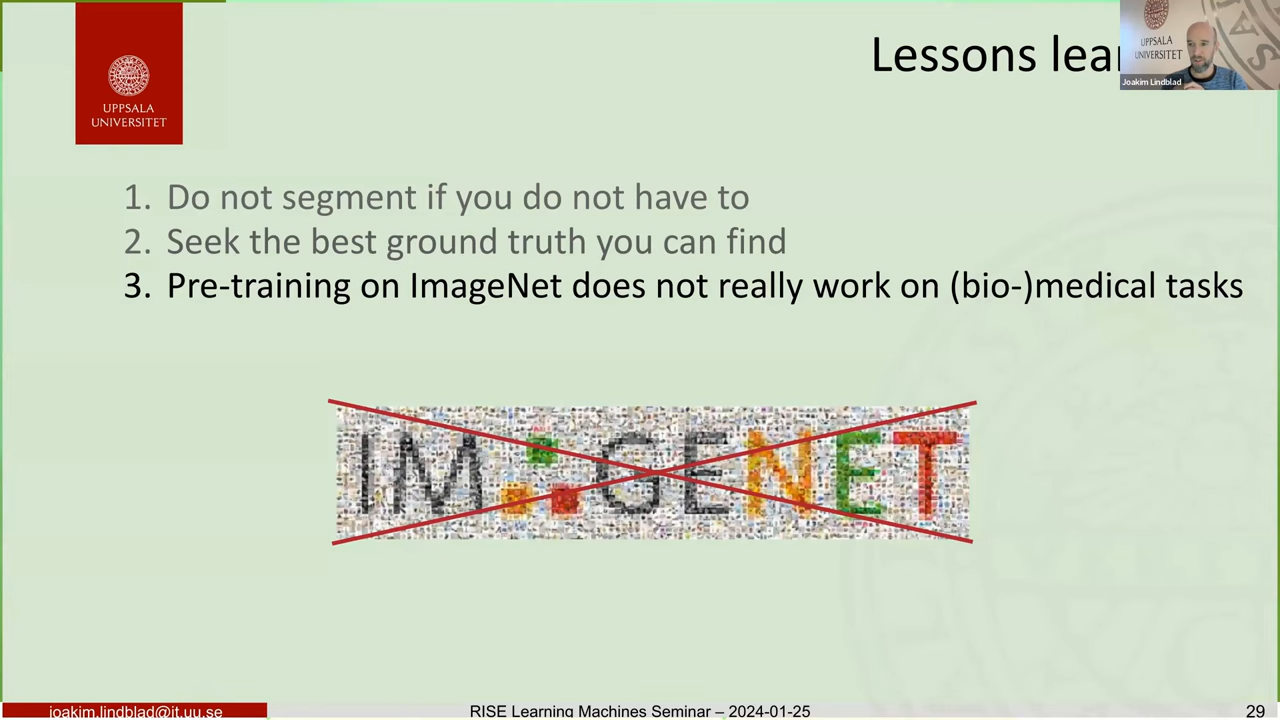 UPPSALA
UNIVERSITET
Lessons lear
UPPSALA
UNIVERSITET
Joakim Lindblad
1. Do not segment if you do not have to
2. Seek the best ground truth you can find
3. Pre-training on ImageNet does not really work on (bio-)medical tasks
IM GENET
joakim.lindblad@it.uu.se
RISE Learning Machines Seminar – 2024-01-25
29